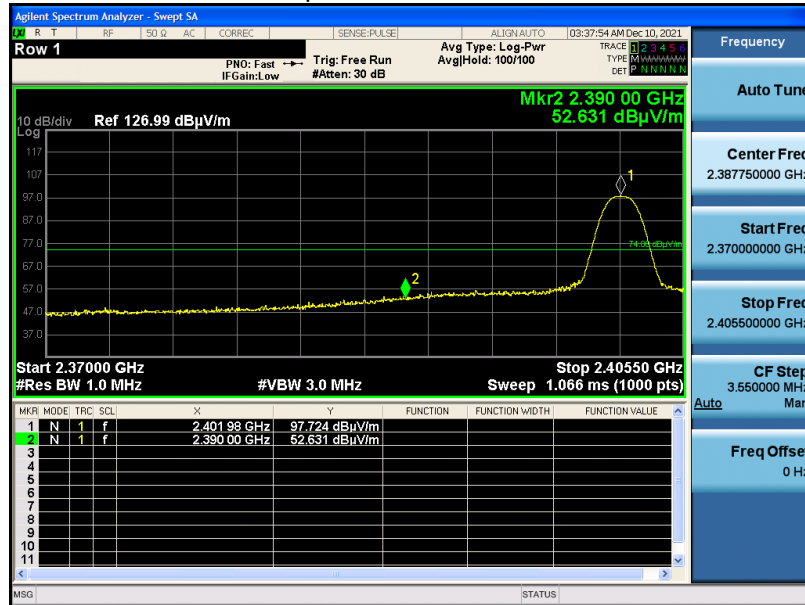 Agilent Spectrum Analyzer - Swept SA
LXI R T RF 50 Ω AC CORREC SENSE:PULSE ALIGN AUTO 03:37:54 AM Dec 10, 2021
Row 1
PNO: Fast
IFGain:Low
Trig: Free Run
#Atten: 30 dB
Avg Type: Log-Pwr
Avg|Hold: 100/100
TRACE 1 2 3 4 5 6
TYPE M
DET P N N N N N
Mkr2 2.390 00 GHz
52.631 dBµV/m
10 dB/div Ref 126.99 dBµV/m
Log
117
107
97.0
87.0
77.0
67.0
57.0
47.0
37.0
1
2
74.00 dBµV/m
Start 2.37000 GHz Stop 2.40550 GHz
#Res BW 1.0 MHz #VBW 3.0 MHz Sweep 1.066 ms (1000 pts)
MKR MODE TRC SCL X Y FUNCTION FUNCTION WIDTH FUNCTION VALUE
1 N 1 f 2.401 98 GHz 97.724 dBµV/m
2 N 1 f 2.390 00 GHz 52.631 dBµV/m
3
4
5
6
7
8
9
10
11
MSG STATUS
Frequency
Auto Tune
Center Freq
2.387750000 GHz
Start Freq
2.370000000 GHz
Stop Freq
2.405500000 GHz
CF Step
3.550000 MHz
Auto Man
Freq Offset
0 Hz